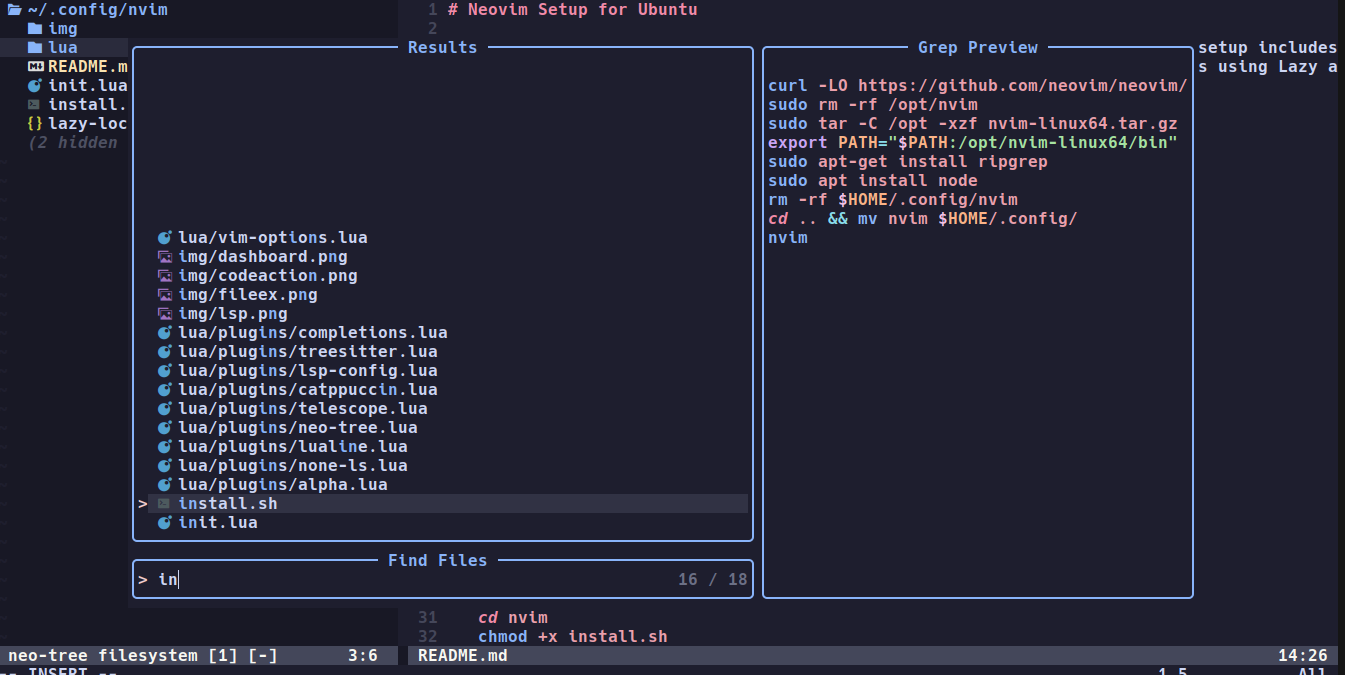 ~/.config/nvim
img
lua
README.m
init.lua
install.
lazy-loc
(2 hidden
1 # Neovim Setup for Ubuntu
2
setup includes
s using Lazy a
Results
lua/vim-options.lua
img/dashboard.png
img/codeaction.png
img/fileex.png
img/lsp.png
lua/plugins/completions.lua
lua/plugins/treesitter.lua
lua/plugins/lsp-config.lua
lua/plugins/catppuccin.lua
lua/plugins/telescope.lua
lua/plugins/neo-tree.lua
lua/plugins/lualine.lua
lua/plugins/none-ls.lua
lua/plugins/alpha.lua
> install.sh
init.lua
Find Files
> in 16 / 18
Grep Preview
curl -LO https://github.com/neovim/neovim/
sudo rm -rf /opt/nvim
sudo tar -C /opt -xzf nvim-linux64.tar.gz
export PATH="$PATH:/opt/nvim-linux64/bin"
sudo apt-get install ripgrep
sudo apt install node
rm -rf $HOME/.config/nvim
cd .. && mv nvim $HOME/.config/
nvim
31 cd nvim
32 chmod +x install.sh
neo-tree filesystem [1] [-] 3:6
README.md 14:26
-- INSERT -- 1,5 All